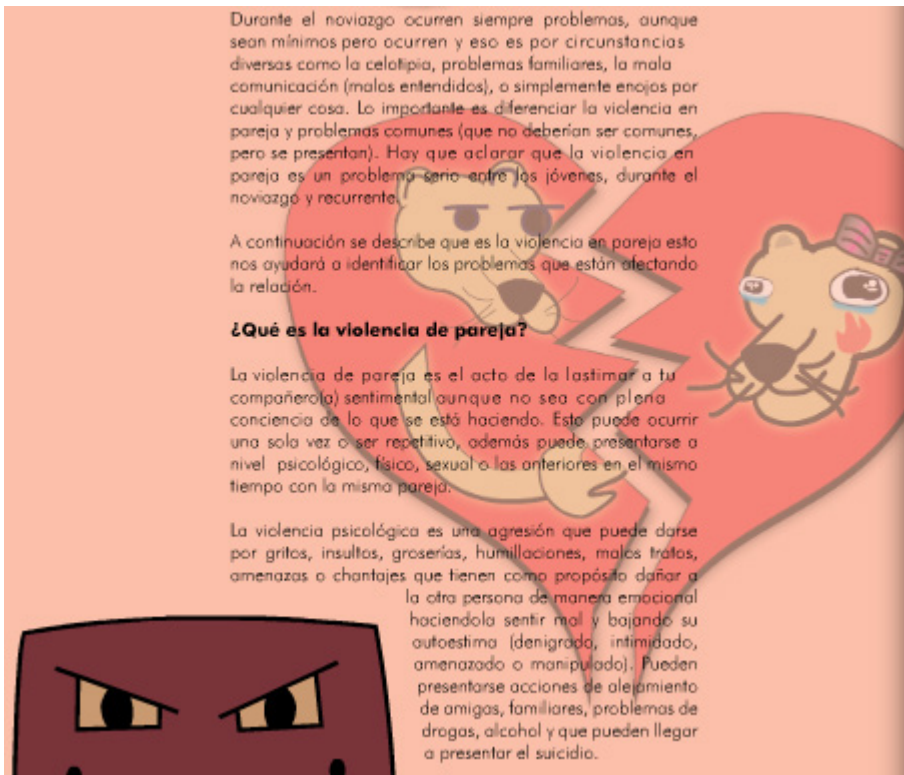 Durante el noviazgo ocurren siempre problemas, aunque
sean mínimos pero ocurren y eso es por circunstancias
diversas como la celotipia, problemas familiares, la mala
comunicación (malos entendidos), o simplemente enojos por
cualquier cosa. Lo importante es diferenciar la violencia en
pareja y problemas comunes (que no deberían ser comunes,
pero se presentan). Hay que aclarar que la violencia en
pareja es un problema serio entre los jóvenes, durante el
noviazgo y recurrente.
A continuación se describe que es la violencia en pareja esto
nos ayudará a identificar los problemas que están afectando
la relación.
¿Qué es la violencia de pareja?
La violencia de pareja es el acto de la lastimar a tu
compañero(a) sentimental aunque no sea con plena
conciencia de lo que se está haciendo. Esto puede ocurrir
una sola vez o ser repetitivo, además puede presentarse a
nivel psicológico, físico, sexual o las anteriores en el mismo
tiempo con la misma pareja.
La violencia psicológica es una agresión que puede darse
por gritos, insultos, groserías, humillaciones, malos tratos,
amenazas o chantajes que tienen como propósito dañar a
la otra persona de manera emocional
haciendola sentir mal y bajando su
autoestima (denigrado, intimidado,
amenazado o manipulado). Pueden
presentarse acciones de alejamiento
de amigas, familiares, problemas de
drogas, alcohol y que pueden llegar
a presentar el suicidio.